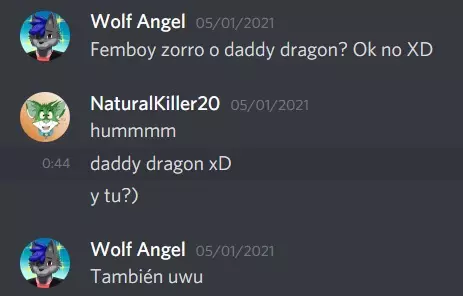 Wolf Angel 05/01/2021
Femboy zorro o daddy dragon? Ok no XD
NaturalKiller20 05/01/2021
hummmm
0:44 daddy dragon xD
y tu?)
Wolf Angel 05/01/2021
También uwu